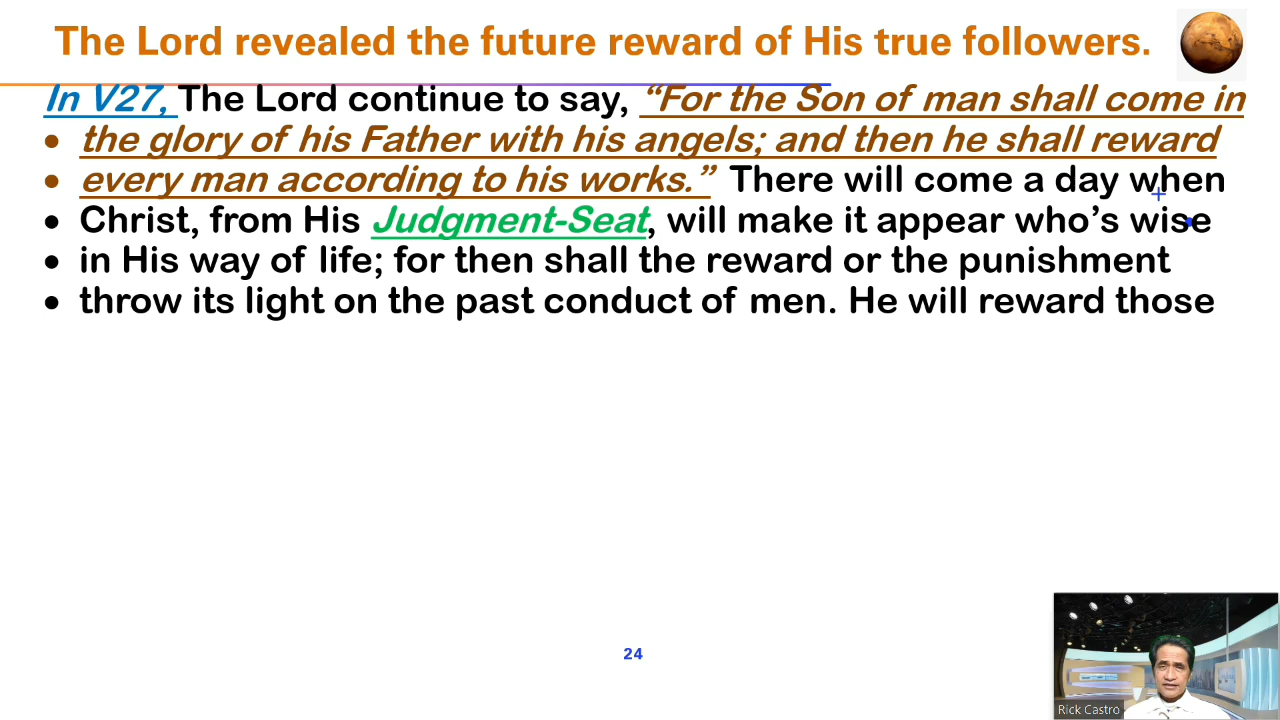 The Lord revealed the future reward of His true followers.
In V27, The Lord continue to say, “For the Son of man shall come in
• the glory of his Father with his angels; and then he shall reward
• every man according to his works.” There will come a day when
• Christ, from His Judgment-Seat, will make it appear who’s wise
• in His way of life; for then shall the reward or the punishment
• throw its light on the past conduct of men. He will reward those
24
Rick Castro